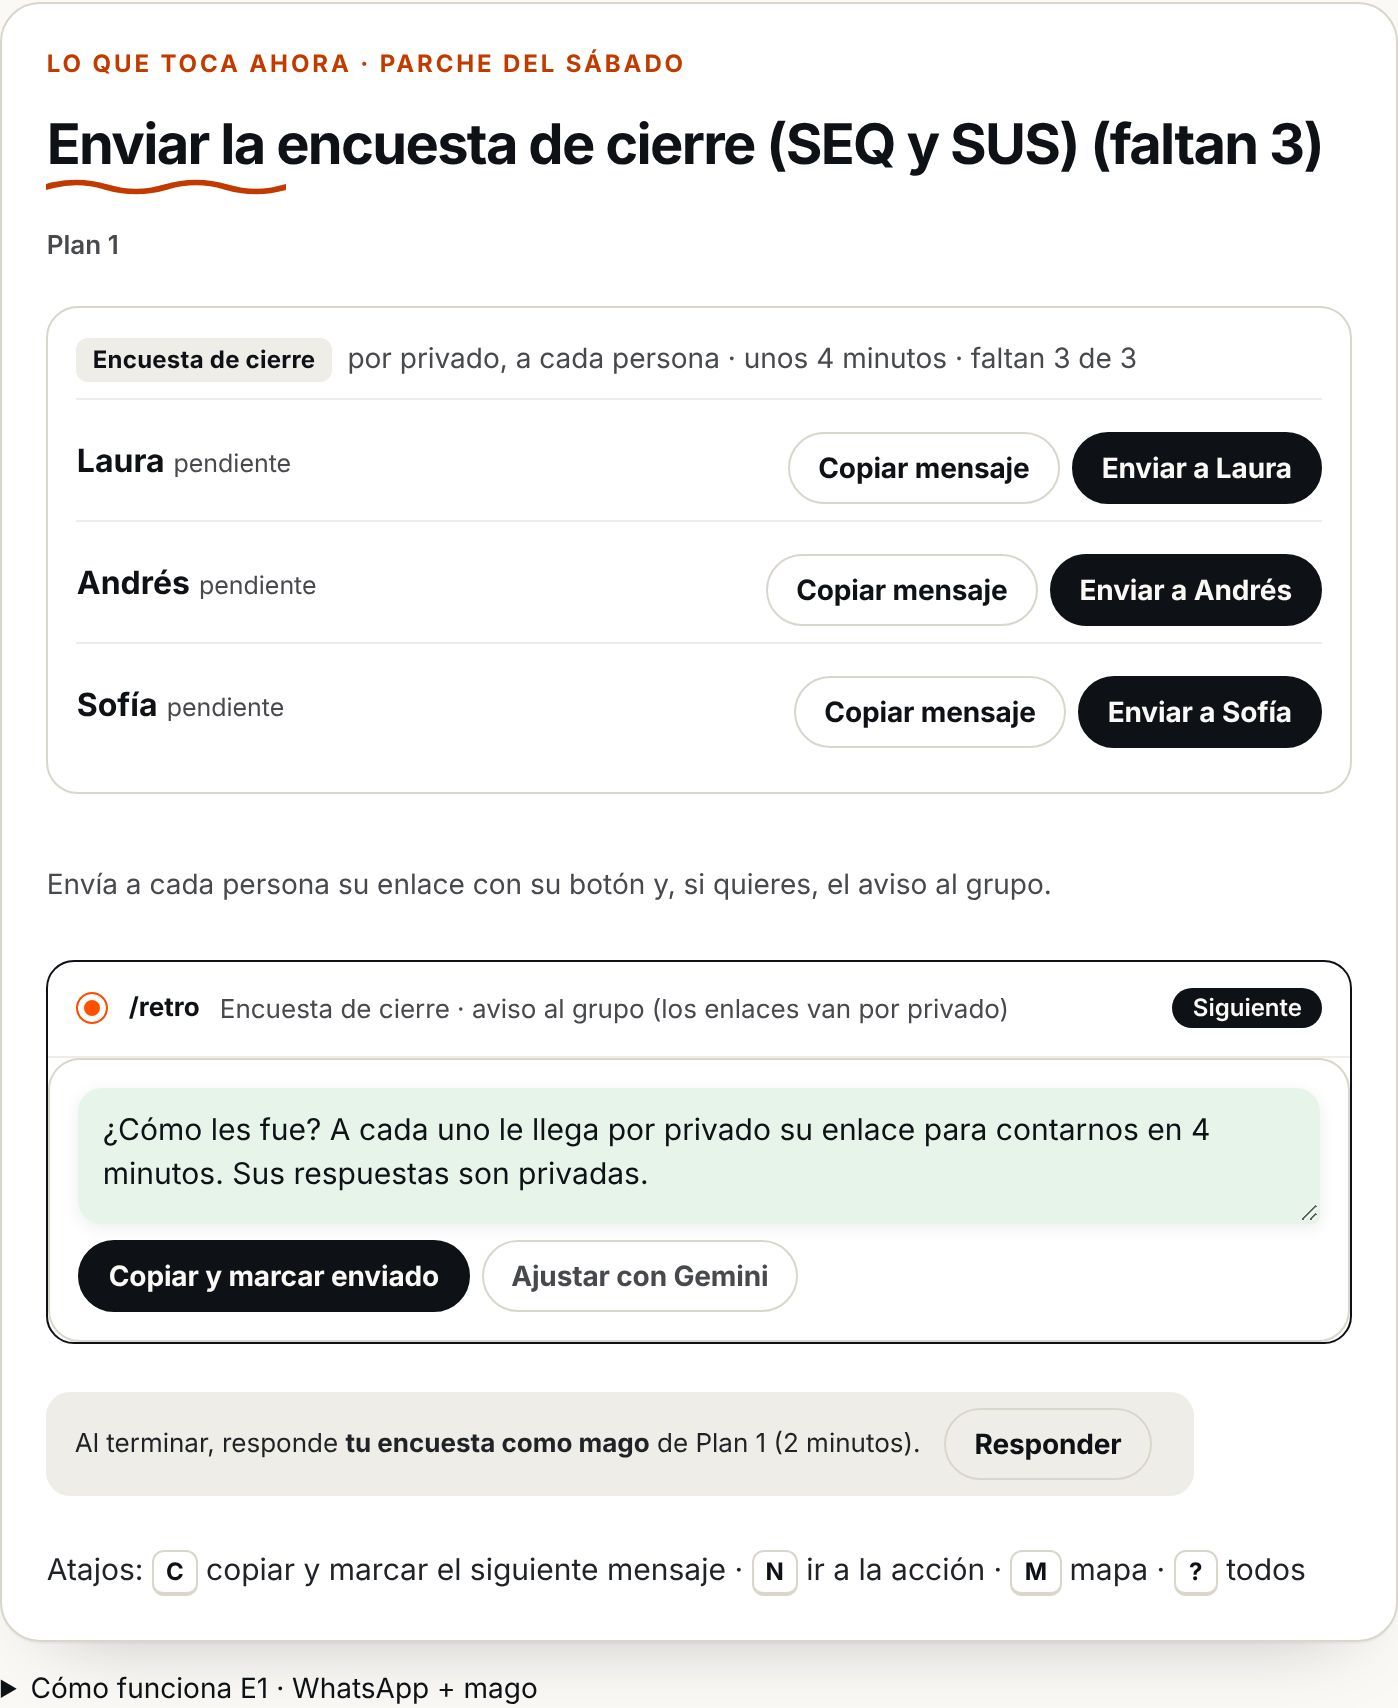 LO QUE TOCA AHORA · PARCHE DEL SÁBADO
Enviar la encuesta de cierre (SEQ y SUS) (faltan 3)
Plan 1
Encuesta de cierre por privado, a cada persona · unos 4 minutos · faltan 3 de 3
Laura pendiente Copiar mensaje Enviar a Laura
Andrés pendiente Copiar mensaje Enviar a Andrés
Sofía pendiente Copiar mensaje Enviar a Sofía
Envía a cada persona su enlace con su botón y, si quieres, el aviso al grupo.
/retro Encuesta de cierre · aviso al grupo (los enlaces van por privado) Siguiente
¿Cómo les fue? A cada uno le llega por privado su enlace para contarnos en 4
minutos. Sus respuestas son privadas.
Copiar y marcar enviado Ajustar con Gemini
Al terminar, responde tu encuesta como mago de Plan 1 (2 minutos). Responder
Atajos: C copiar y marcar el siguiente mensaje · N ir a la acción · M mapa · ? todos
Cómo funciona E1 · WhatsApp + mago